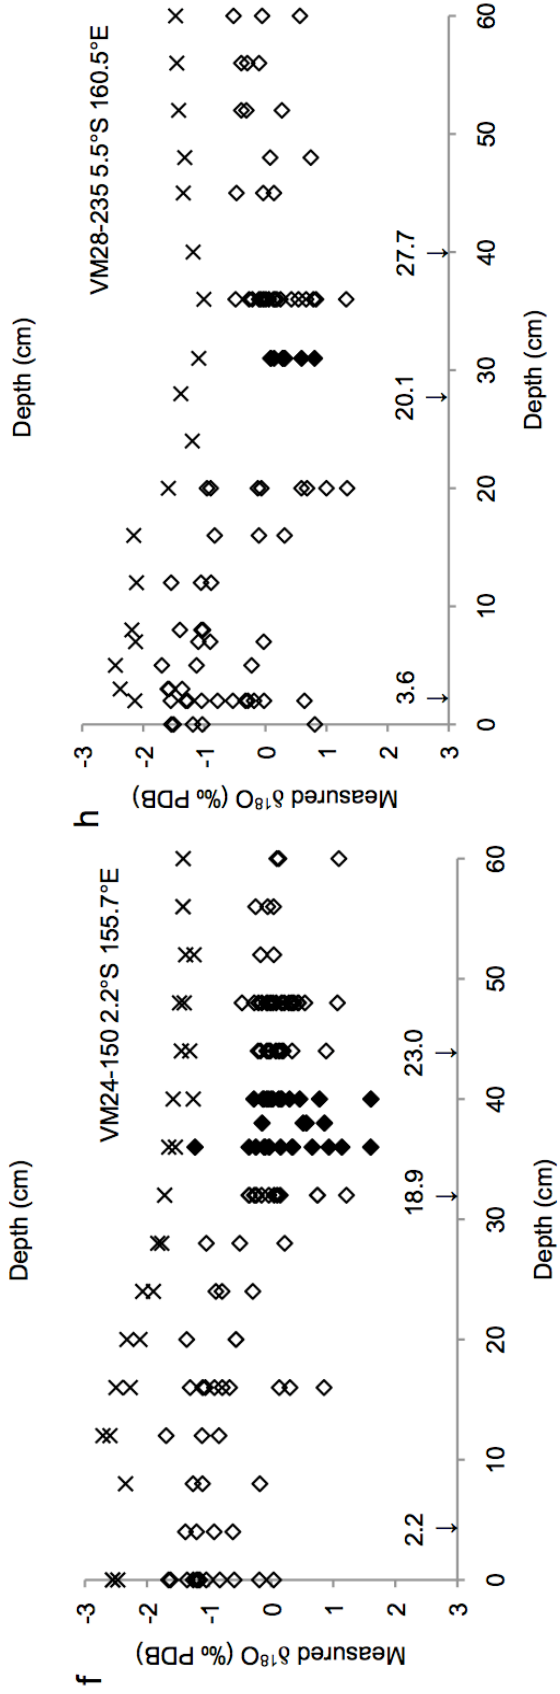 f
VM24-150 2.2°S 155.7°E
Measured δ¹⁸O (‰ PDB)
-3
-2
-1
0
1
2
3
2.2
18.9
23.0
0 10 20 30 40 50 60
Depth (cm)
Depth (cm)
h
VM28-235 5.5°S 160.5°E
Measured δ¹⁸O (‰ PDB)
-3
-2
-1
0
1
2
3
3.6
20.1
27.7
0 10 20 30 40 50 60
Depth (cm)
Depth (cm)